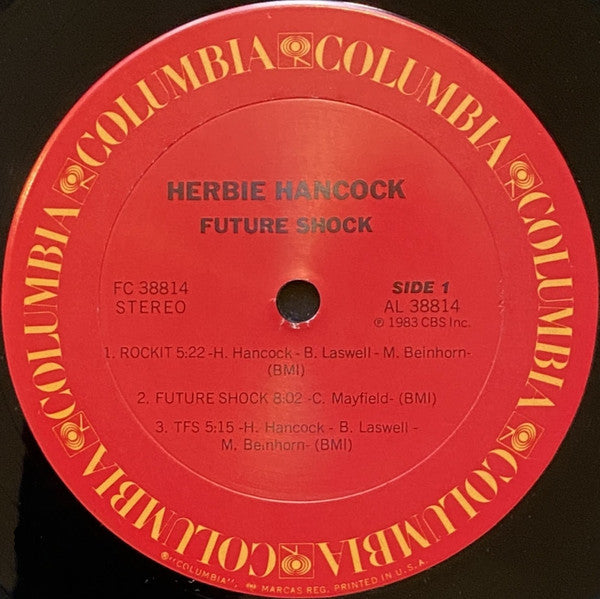 COLUMBIA COLUMBIA COLUMBIA COLUMBIA COLUMBIA COLUMBIA
HERBIE HANCOCK
FUTURE SHOCK
FC 38814
STEREO
SIDE 1
AL 38814
℗ 1983 CBS Inc.
1. ROCKIT 5:22 -H. Hancock - B. Laswell - M. Beinhorn-
(BMI)
2. FUTURE SHOCK 8:02 -C. Mayfield- (BMI)
3. TFS 5:15 -H. Hancock - B. Laswell -
M. Beinhorn- (BMI)
®"COLUMBIA", MARCAS REG. PRINTED IN U.S.A.